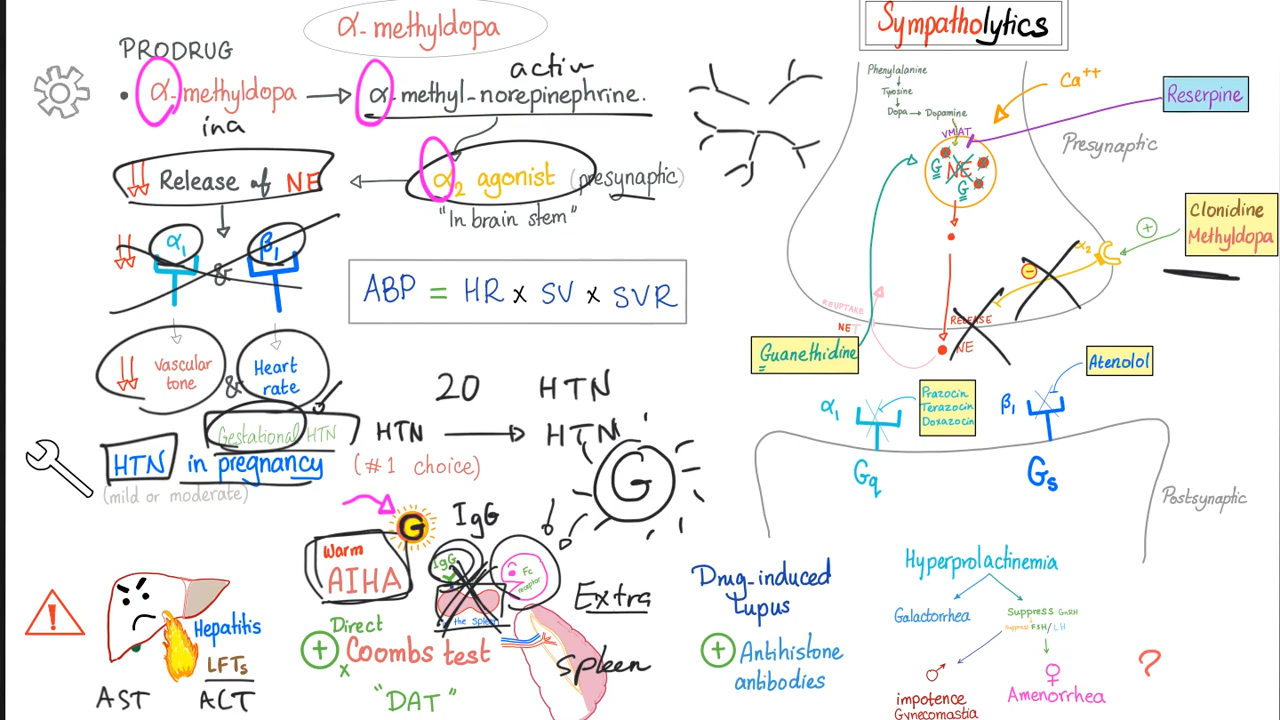 α-methyldopa
PRODRUG
• α-methyldopa → α-methyl-norepinephrine.
active
ina
↓↓ Release of NE
α2 agonist (presynaptic)
"In brain stem"
↓↓ α1 & β1
ABP = HR x SV x SVR
↓↓ Vascular tone & Heart rate
20 HTN
Gestational HTN
HTN → HTN
HTN in pregnancy (#1 choice)
(mild or moderate)
G
G
IgG
Warm
AIHA
IgG
Fc receptor
the Spleen
Extra
Spleen
Direct
+ Coombs test
x
"DAT"
Hepatitis
LFTs
AST ALT
Sympatholytics
Phenylalanine
Tyosine
Dopa → Dopamine
VMAT
Ca++
Reserpine
Presynaptic
G NE
G
Clonidine
Methyldopa
+
α2
−
REUPTAKE
NET
RELEASE
NE
Guanethidine
Atenolol
Prazocin
Terazocin
Doxazocin
α1
β1
Gq
Gs
Postsynaptic
Drug-induced
Lupus
+ Antihistone
antibodies
Hyperprolactinemia
Galactorrhea
Suppress GnRH
Suppress FSH/LH
♂
♀
impotence
Gynecomastia
Amenorrhea
?